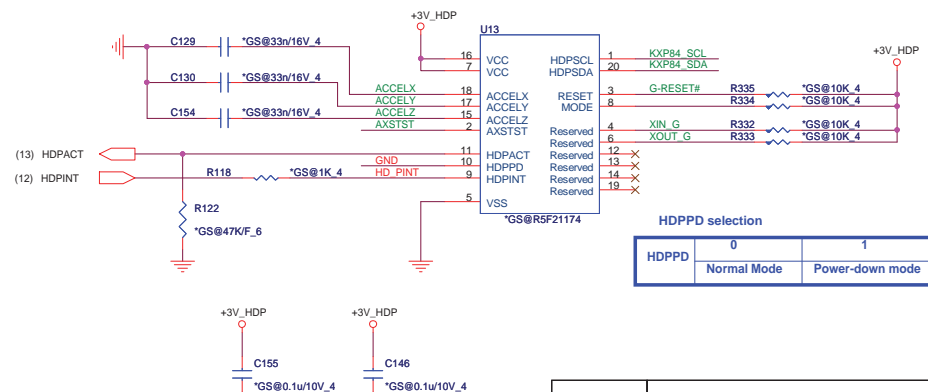 +3V_HDP
U13
C129 *GS@33n/16V_4
C130 *GS@33n/16V_4
C154 *GS@33n/16V_4
ACCELX
ACCELY
ACCELZ
AXSTST
16 VCC
7 VCC
18 ACCELX
17 ACCELY
15 ACCELZ
2 AXSTST
11 HDPACT
10 HDPPD
9 HDPINT
5 VSS
HDPSCL 1 KXP84_SCL
HDPSDA 20 KXP84_SDA
RESET 3 G-RESET#
MODE 8
Reserved 4 XIN_G
Reserved 6 XOUT_G
Reserved 12
Reserved 13
Reserved 14
Reserved 19
*GS@R5F21174
+3V_HDP
R335 *GS@10K_4
R334 *GS@10K_4
R332 *GS@10K_4
R333 *GS@10K_4
(13) HDPACT
(12) HDPINT
GND
HD_PINT
R118 *GS@1K_4
R122
*GS@47K/F_6
HDPPD selection
HDPPD 0 1
Normal Mode Power-down mode
+3V_HDP +3V_HDP
C155 C146
*GS@0.1u/10V_4 *GS@0.1u/10V_4